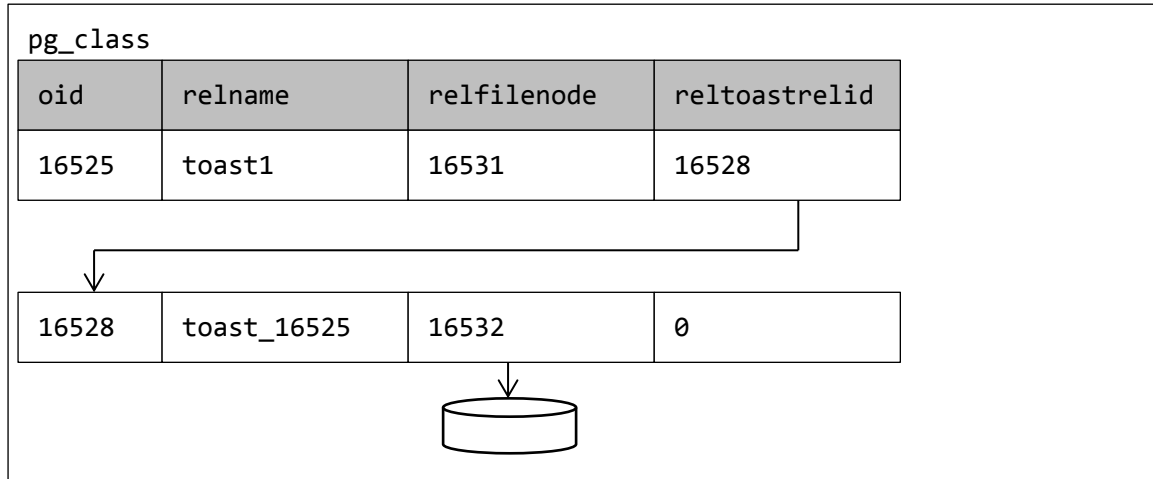 pg_class
oid relname relfilenode reltoastrelid
16525 toast1 16531 16528
16528 toast_16525 16532 0